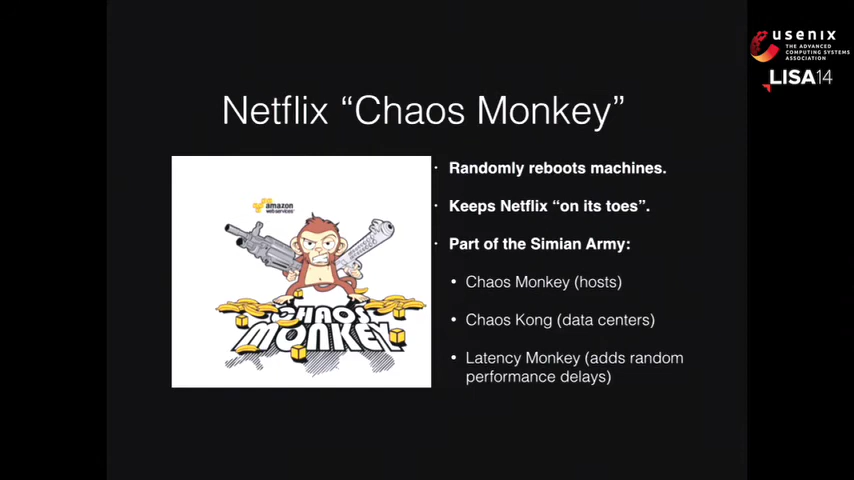 usenix
THE ADVANCED
COMPUTING SYSTEMS
ASSOCIATION
LISA14
Netflix “Chaos Monkey”
amazon
web services
CHAOS
MONKEY
• Randomly reboots machines.
• Keeps Netflix “on its toes”.
• Part of the Simian Army:
• Chaos Monkey (hosts)
• Chaos Kong (data centers)
• Latency Monkey (adds random
performance delays)